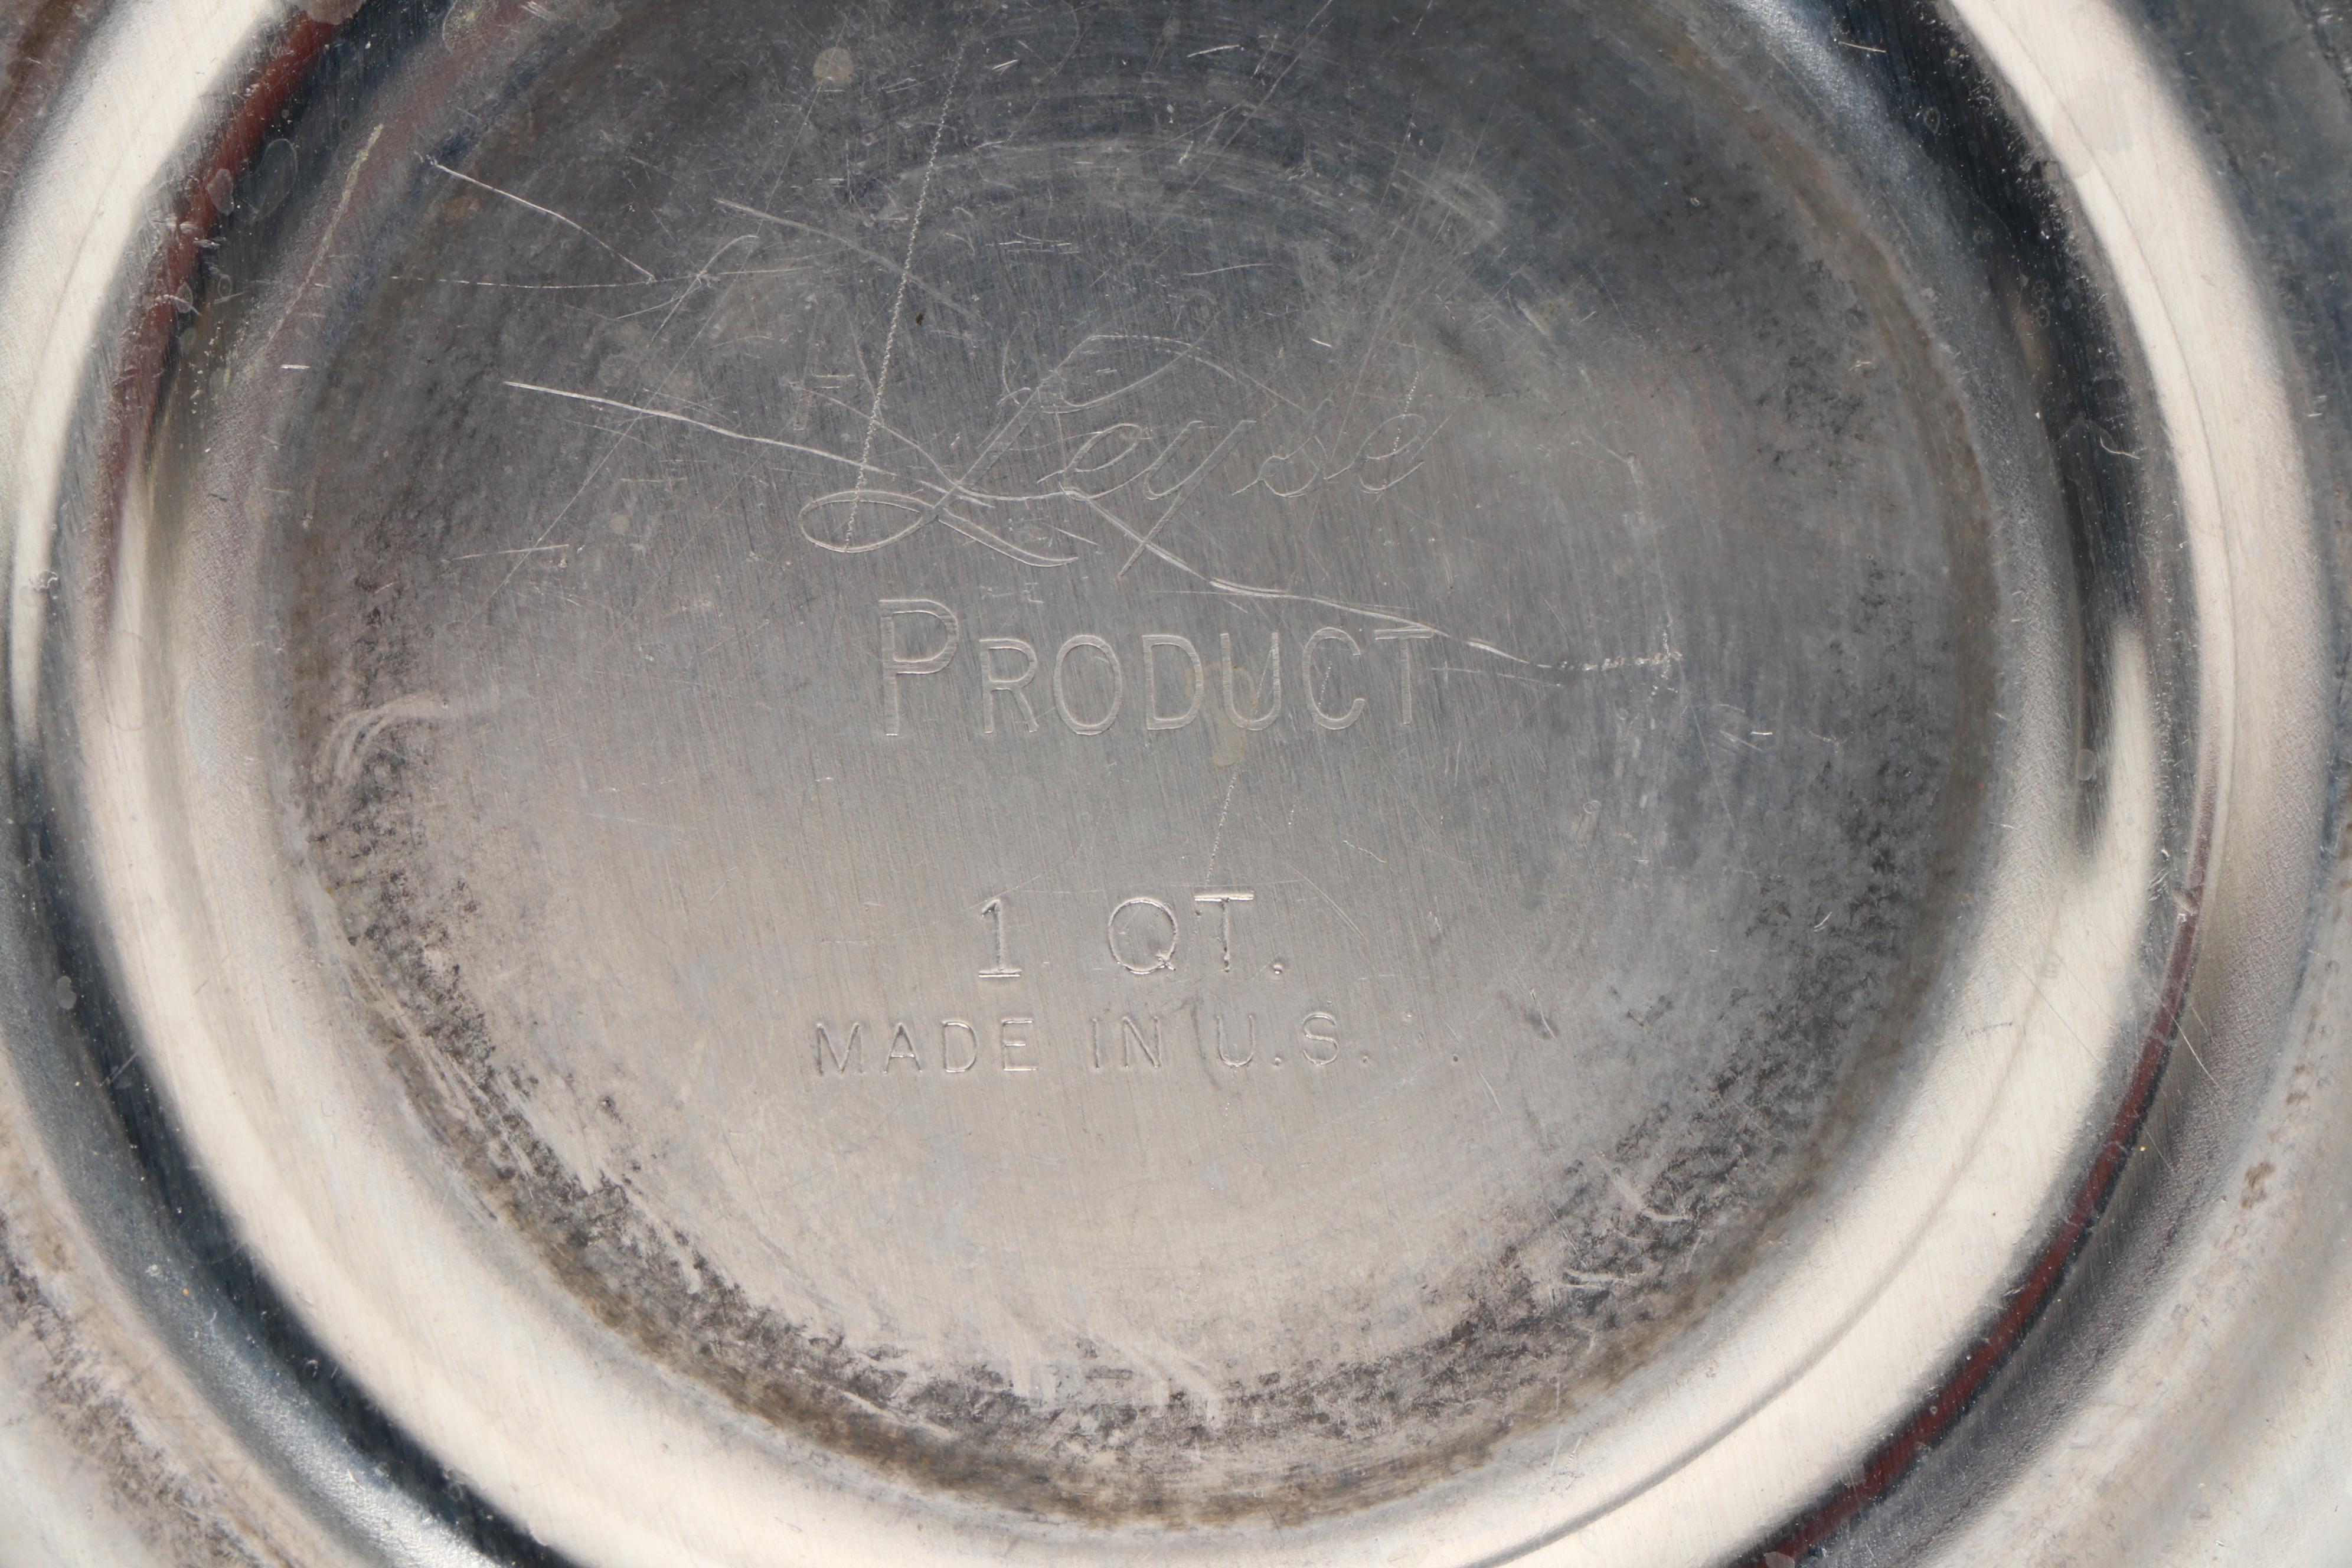 Leyse
PRODUCT
1 QT.
MADE IN U.S. .